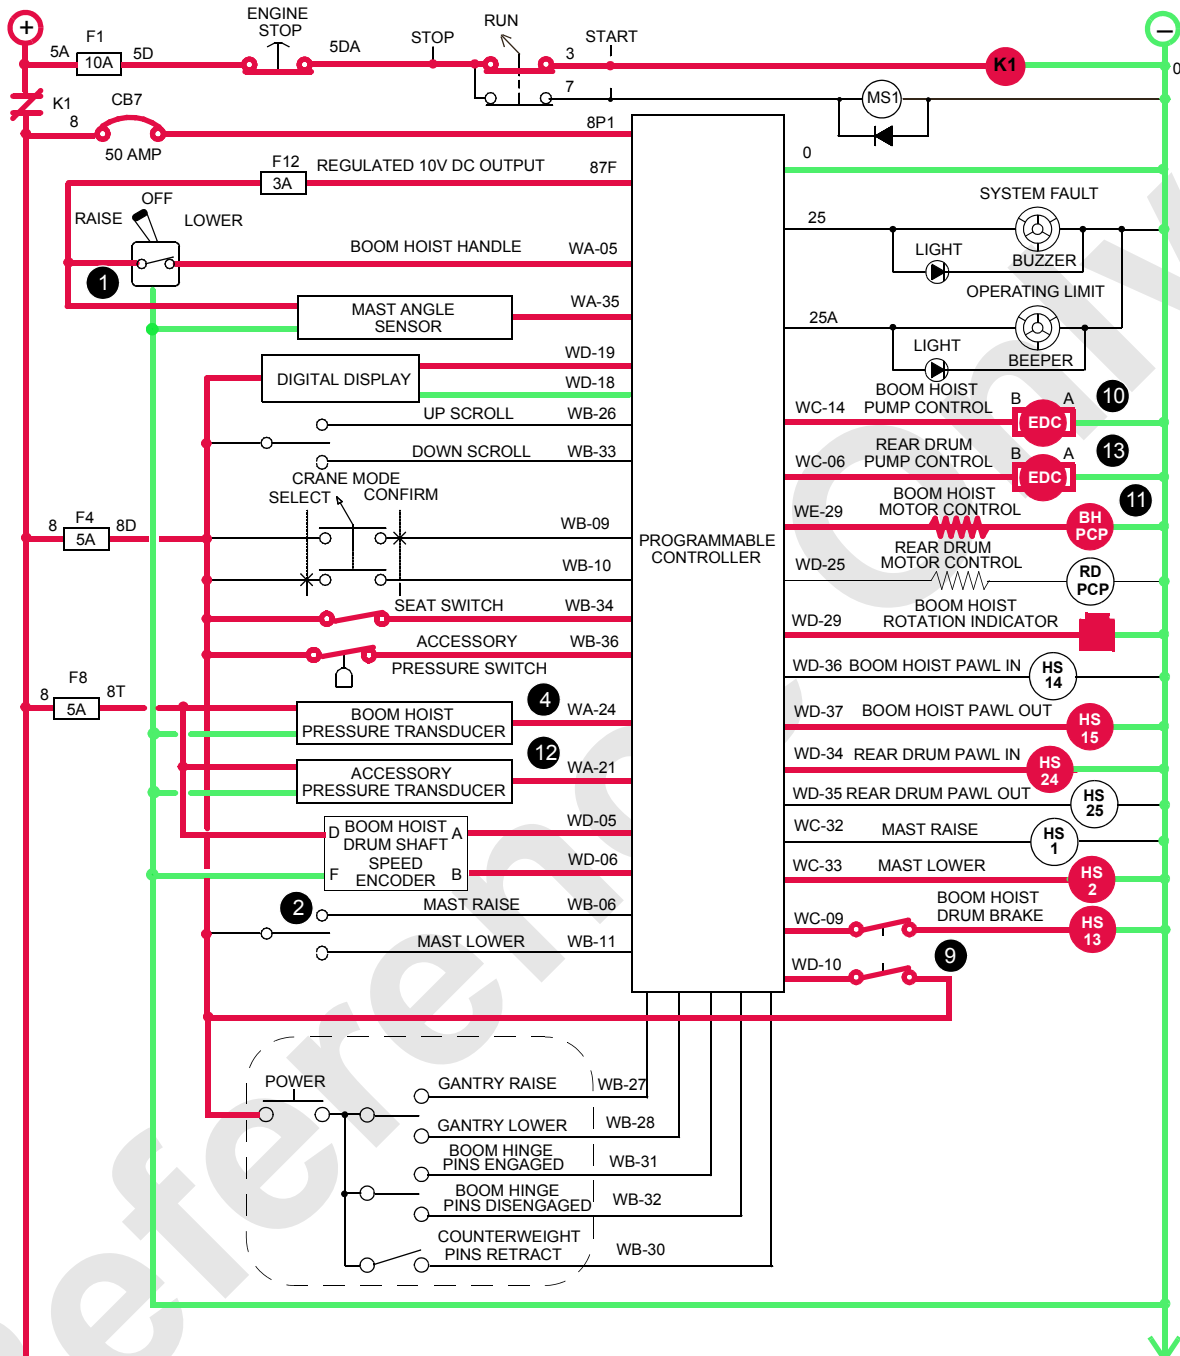 +
ENGINE
STOP
F1
5A
10A
5D
5DA
STOP
RUN
3
START
K1
–
0
7
MS1
K1
8
CB7
50 AMP
8P1
F12
3A
REGULATED 10V DC OUTPUT
87F
0
OFF
RAISE
LOWER
1
BOOM HOIST HANDLE
WA-05
25
SYSTEM FAULT
LIGHT
BUZZER
MAST ANGLE
SENSOR
WA-35
25A
OPERATING LIMIT
LIGHT
BEEPER
DIGITAL DISPLAY
WD-19
WD-18
UP SCROLL
WB-26
DOWN SCROLL
WB-33
WC-14
BOOM HOIST
PUMP CONTROL
B
A
EDC
10
WC-06
REAR DRUM
PUMP CONTROL
B
A
EDC
13
CRANE MODE
SELECT
CONFIRM
8
F4
5A
8D
WB-09
WB-10
PROGRAMMABLE
CONTROLLER
WE-29
BOOM HOIST
MOTOR CONTROL
BH
PCP
11
WD-25
REAR DRUM
MOTOR CONTROL
RD
PCP
SEAT SWITCH
WB-34
ACCESSORY
PRESSURE SWITCH
WB-36
WD-29
BOOM HOIST
ROTATION INDICATOR
WD-36
BOOM HOIST PAWL IN
HS
14
8
F8
5A
8T
BOOM HOIST
PRESSURE TRANSDUCER
4
WA-24
WD-37
BOOM HOIST PAWL OUT
HS
15
ACCESSORY
PRESSURE TRANSDUCER
12
WA-21
WD-34
REAR DRUM PAWL IN
HS
24
WD-35
REAR DRUM PAWL OUT
HS
25
D
BOOM HOIST
DRUM SHAFT
SPEED
ENCODER
A
F
B
WD-05
WD-06
WC-32
MAST RAISE
HS
1
WC-33
MAST LOWER
HS
2
2
MAST RAISE
WB-06
MAST LOWER
WB-11
WC-09
BOOM HOIST
DRUM BRAKE
HS
13
WD-10
9
POWER
GANTRY RAISE
WB-27
GANTRY LOWER
WB-28
BOOM HINGE
PINS ENGAGED
WB-31
BOOM HINGE
PINS DISENGAGED
WB-32
COUNTERWEIGHT
PINS RETRACT
WB-30
Reference Only